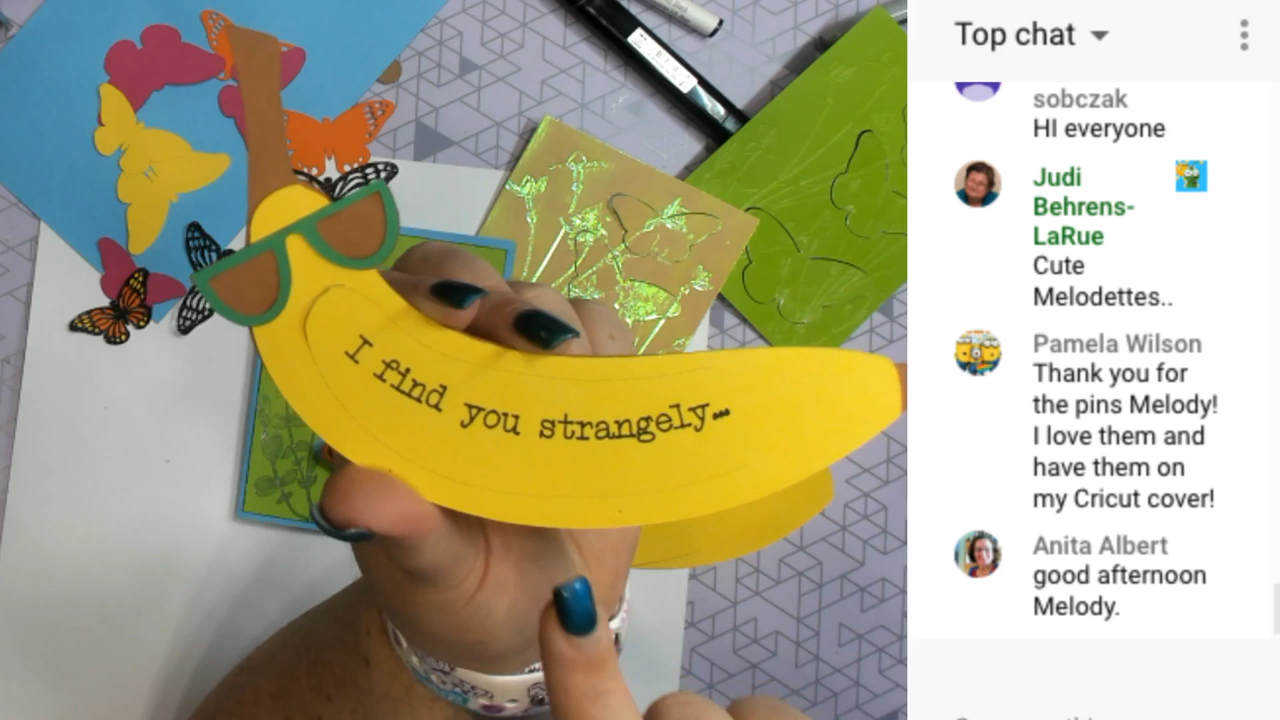 I find you strangely...
Top chat
sobczak
HI everyone
Judi
Behrens-
LaRue
Cute
Melodettes..
Pamela Wilson
Thank you for
the pins Melody!
I love them and
have them on
my Cricut cover!
Anita Albert
good afternoon
Melody.